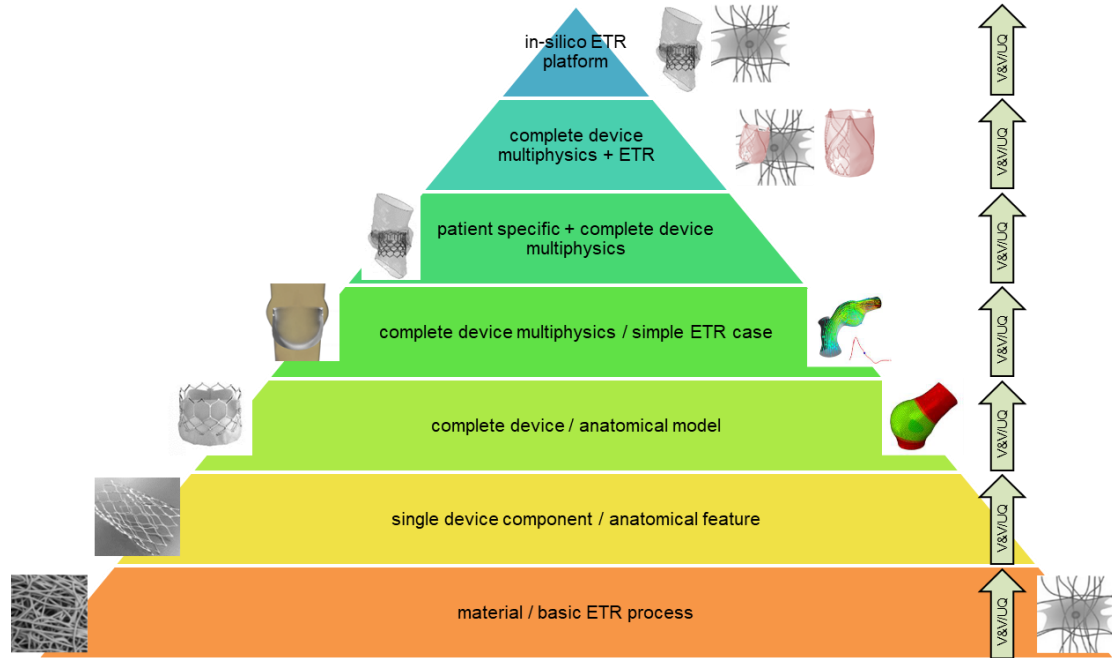 in-silico ETR
platform
V&V/UQ
complete device
multiphysics + ETR
V&V/UQ
patient specific + complete device
multiphysics
V&V/UQ
complete device multiphysics / simple ETR case
V&V/UQ
complete device / anatomical model
V&V/UQ
single device component / anatomical feature
V&V/UQ
material / basic ETR process
V&V/UQ